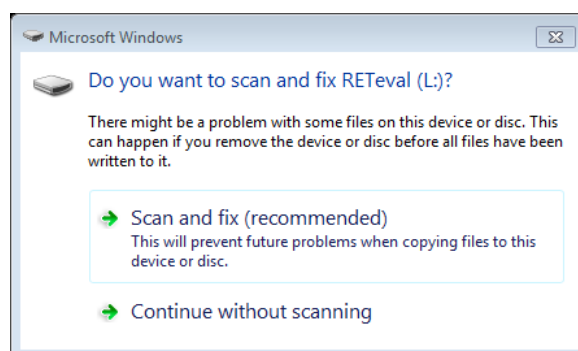 Microsoft Windows
Do you want to scan and fix RETeval (L:)?
There might be a problem with some files on this device or disc. This
can happen if you remove the device or disc before all files have been
written to it.
Scan and fix (recommended)
This will prevent future problems when copying files to this
device or disc.
Continue without scanning